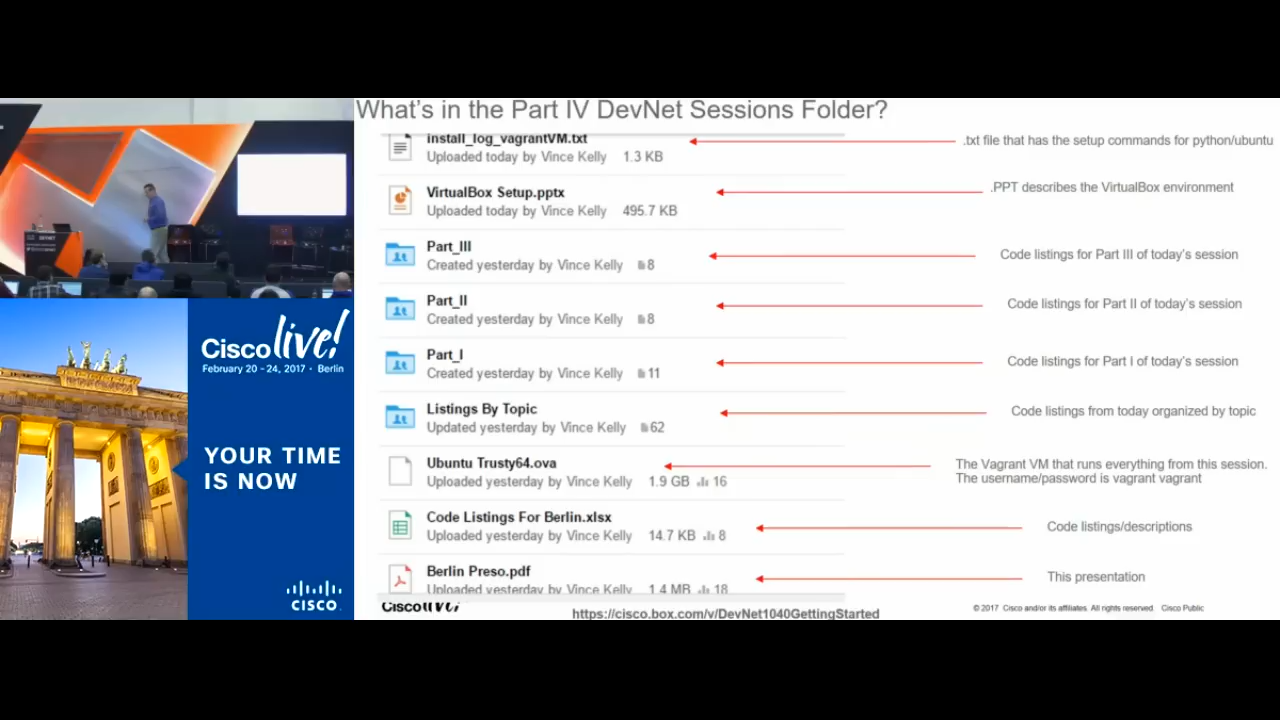 What's in the Part IV DevNet Sessions Folder?
install_log_vagrantVM.txt
Uploaded today by Vince Kelly 1.3 KB
.txt file that has the setup commands for python/ubuntu
VirtualBox Setup.pptx
Uploaded today by Vince Kelly 495.7 KB
.PPT describes the VirtualBox environment
Part_III
Created yesterday by Vince Kelly 8
Code listings for Part III of today's session
Part_II
Created yesterday by Vince Kelly 8
Code listings for Part II of today's session
Part_I
Created yesterday by Vince Kelly 11
Code listings for Part I of today's session
Listings By Topic
Updated yesterday by Vince Kelly 62
Code listings from today organized by topic
Ubuntu Trusty64.ova
Uploaded yesterday by Vince Kelly 1.9 GB 16
The Vagrant VM that runs everything from this session.
The username/password is vagrant vagrant
Code Listings For Berlin.xlsx
Uploaded yesterday by Vince Kelly 14.7 KB 8
Code listings/descriptions
Berlin Preso.pdf
Uploaded yesterday by Vince Kelly 1.4 MB 18
This presentation
Cisco live!
https://cisco.box.com/v/DevNet1040GettingStarted
© 2017 Cisco and/or its affiliates. All rights reserved. Cisco Public
Cisco live!
February 20 - 24, 2017 · Berlin
YOUR TIME
IS NOW
CISCO